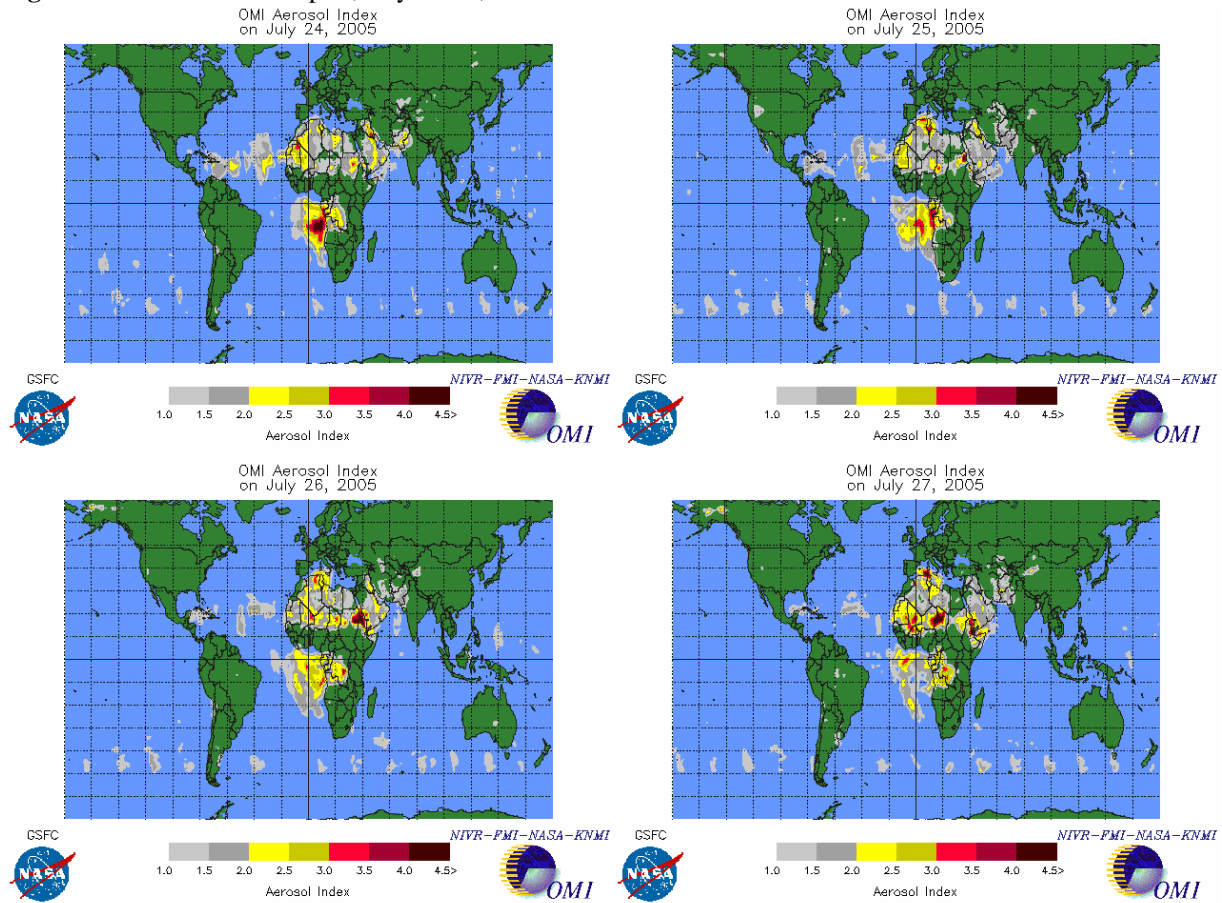 OMI Aerosol Index
on July 24, 2005
GSFC
NASA
1.0 1.5 2.0 2.5 3.0 3.5 4.0 4.5>
Aerosol Index
NIVR-FMI-NASA-KNMI
OMI
OMI Aerosol Index
on July 25, 2005
GSFC
NASA
1.0 1.5 2.0 2.5 3.0 3.5 4.0 4.5>
Aerosol Index
NIVR-FMI-NASA-KNMI
OMI
OMI Aerosol Index
on July 26, 2005
GSFC
NASA
1.0 1.5 2.0 2.5 3.0 3.5 4.0 4.5>
Aerosol Index
NIVR-FMI-NASA-KNMI
OMI
OMI Aerosol Index
on July 27, 2005
GSFC
NASA
1.0 1.5 2.0 2.5 3.0 3.5 4.0 4.5>
Aerosol Index
NIVR-FMI-NASA-KNMI
OMI